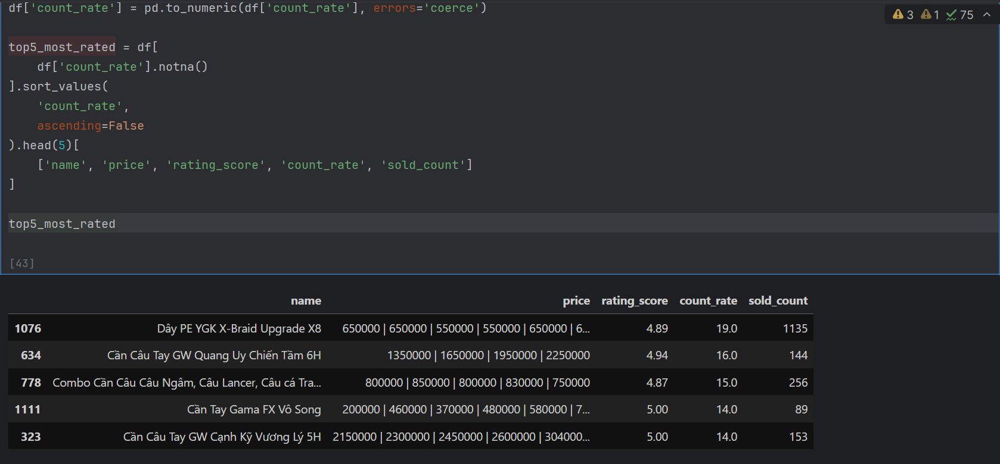 df['count_rate'] = pd.to_numeric(df['count_rate'], errors='coerce')
3 1 75
top5_most_rated = df[
    df['count_rate'].notna()
].sort_values(
    'count_rate',
    ascending=False
).head(5)[
    ['name', 'price', 'rating_score', 'count_rate', 'sold_count']
]
top5_most_rated
[43]
name price rating_score count_rate sold_count
1076 Dây PE YGK X-Braid Upgrade X8 650000 | 650000 | 550000 | 550000 | 650000 | 6... 4.89 19.0 1135
634 Cần Câu Tay GW Quang Uy Chiến Tầm 6H 1350000 | 1650000 | 1950000 | 2250000 4.94 16.0 144
778 Combo Cần Câu Câu Ngâm, Câu Lancer, Câu cá Tra... 800000 | 850000 | 800000 | 830000 | 750000 4.87 15.0 256
1111 Cần Tay Gama FX Vô Song 200000 | 460000 | 370000 | 480000 | 580000 | 7... 5.00 14.0 89
323 Cần Câu Tay GW Cạnh Kỹ Vương Lý 5H 2150000 | 2300000 | 2450000 | 2600000 | 304000... 5.00 14.0 153